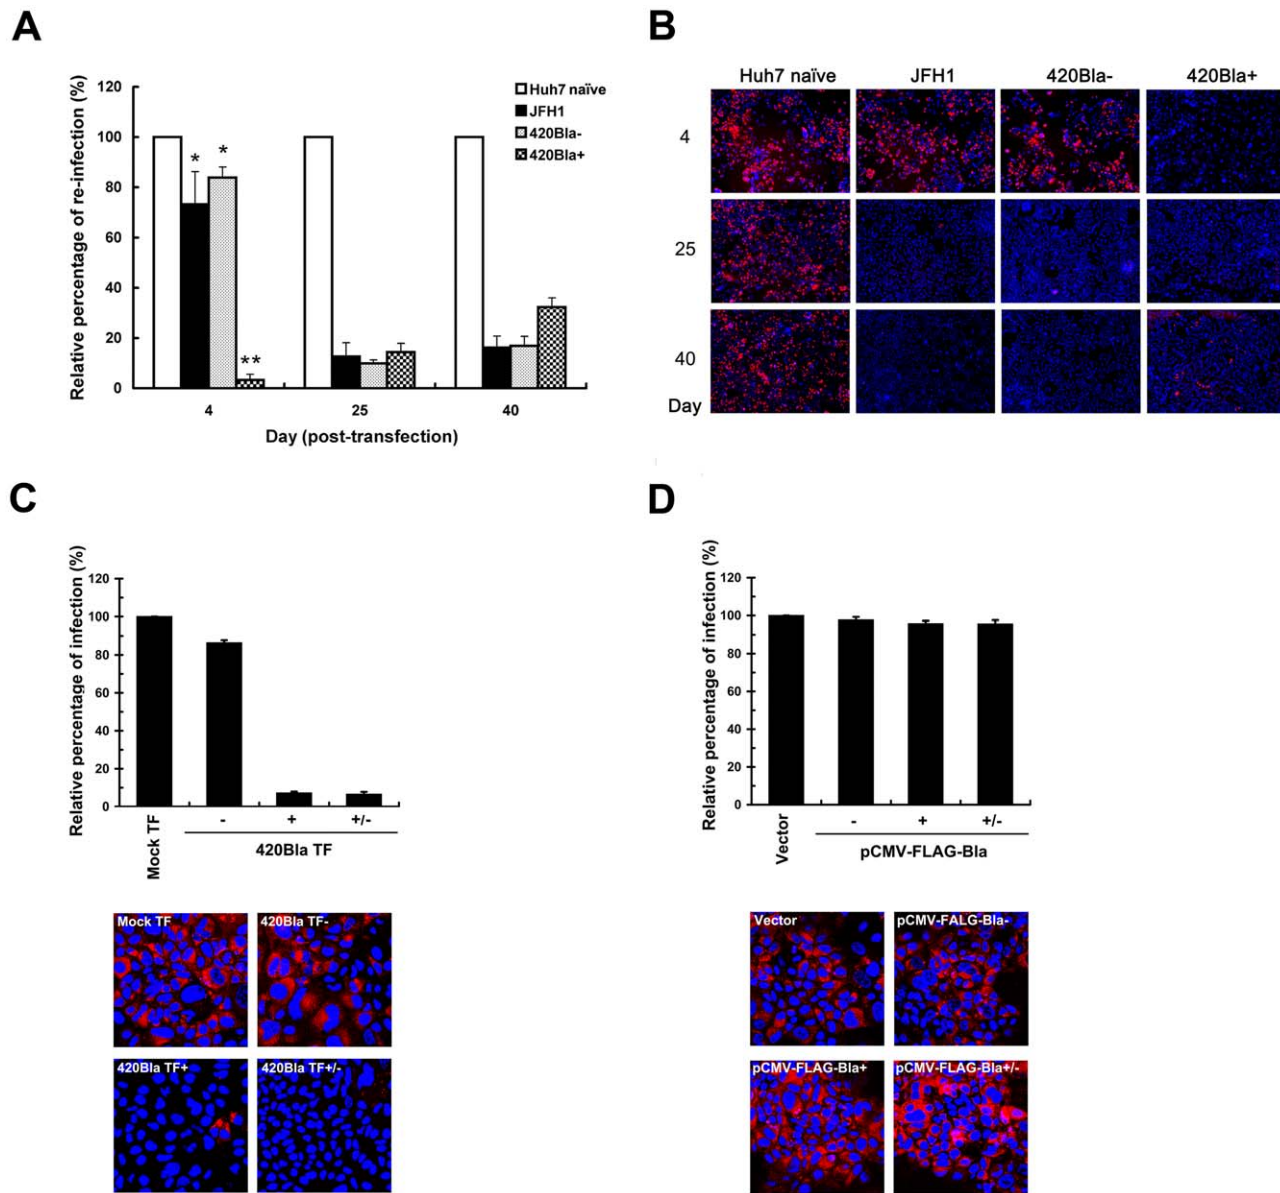 A
Relative percentage of re-infection (%)
120
100
80
60
40
20
0
* * **
Huh7 naïve
JFH1
420Bla-
420Bla+
4 25 40
Day (post-transfection)
B
Huh7 naïve JFH1 420Bla- 420Bla+
4
25
40
Day
C
Relative percentage of infection (%)
120
100
80
60
40
20
0
Mock TF
- + +/-
420Bla TF
Mock TF 420Bla TF-
420Bla TF+ 420Bla TF+/-
D
Relative percentage of infection (%)
120
100
80
60
40
20
0
Vector
- + +/-
pCMV-FLAG-Bla
Vector pCMV-FALG-Bla-
pCMV-FLAG-Bla+ pCMV-FLAG-Bla+/-